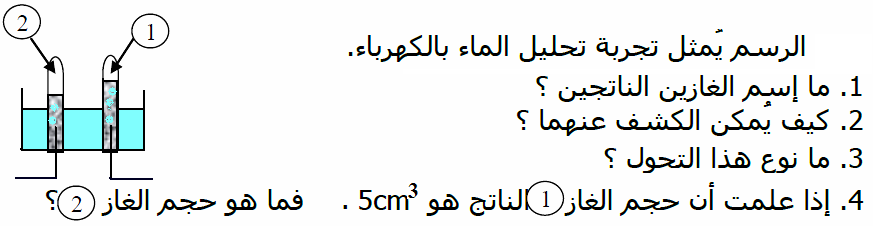 ② ①
الرسم يُمثل تجربة تحليل الماء بالكهرباء.
1. ما إسم الغازين الناتجين ؟
2. كيف يُمكن الكشف عنهما ؟
3. ما نوع هذا التحول ؟
4. إذا علمت أن حجم الغاز ① الناتج هو 5cm³ . فما هو حجم الغاز ② ؟